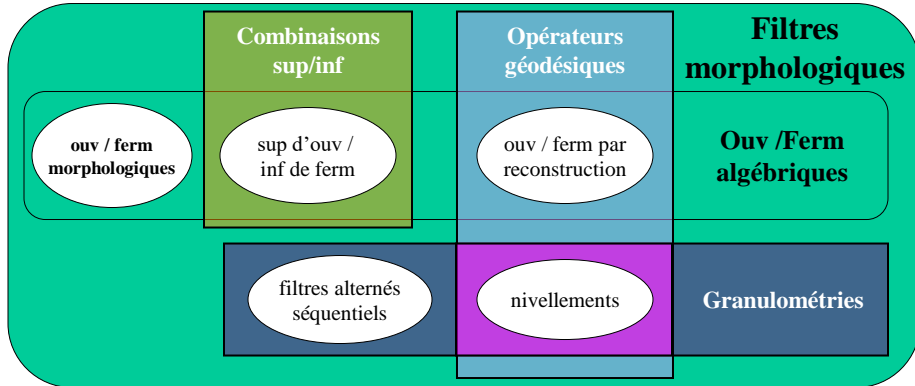 Combinaisons
sup/inf
Opérateurs
géodésiques
Filtres
morphologiques
ouv / ferm
morphologiques
sup d'ouv /
inf de ferm
ouv / ferm par
reconstruction
Ouv /Ferm
algébriques
filtres alternés
séquentiels
nivellements
Granulométries